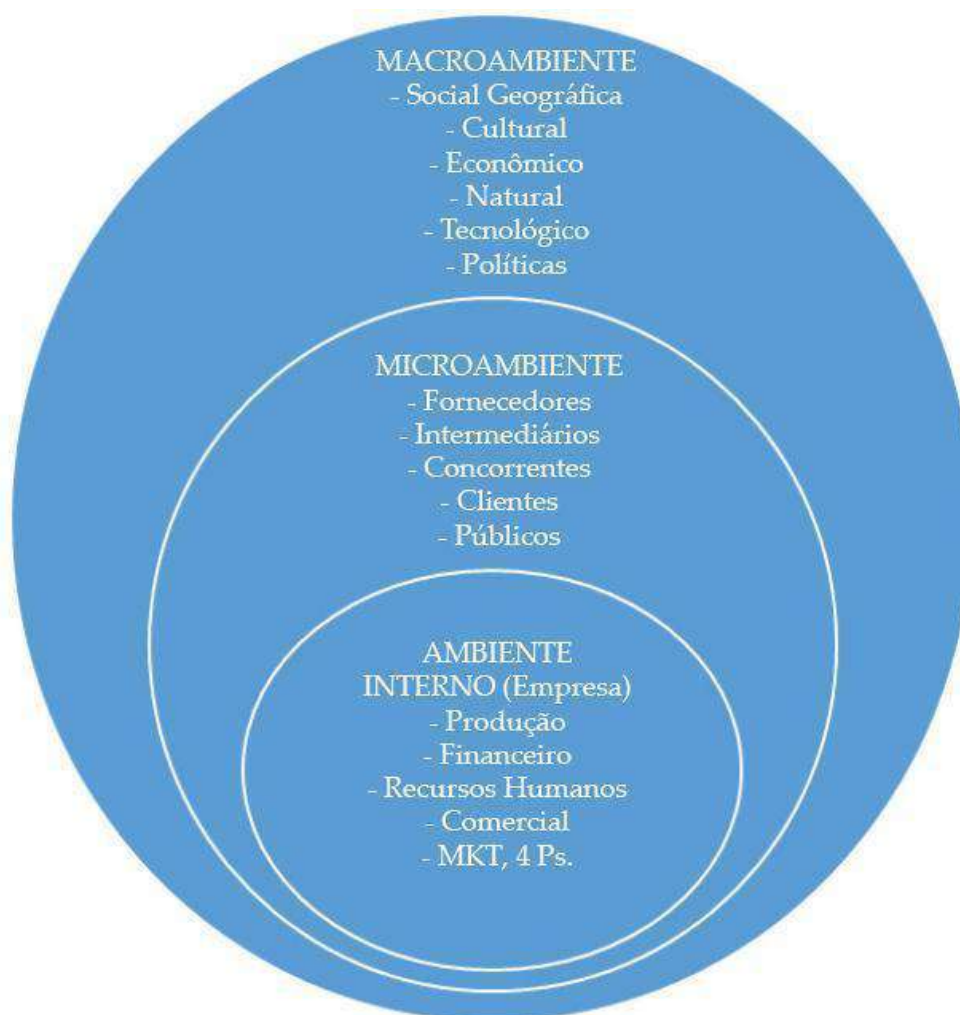 MACROAMBIENTE
- Social Geográfica
- Cultural
- Econômico
- Natural
- Tecnológico
- Políticas
MICROAMBIENTE
- Fornecedores
- Intermediários
- Concorrentes
- Clientes
- Públicos
AMBIENTE
INTERNO (Empresa)
- Produção
- Financeiro
- Recursos Humanos
- Comercial
- MKT, 4 Ps.